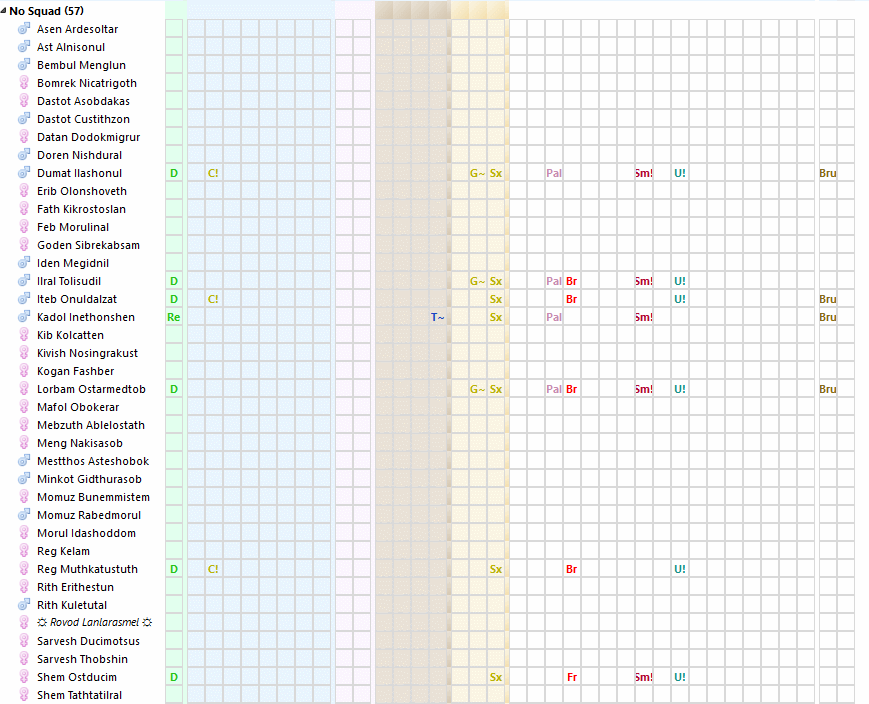 No Squad (57)
Asen Ardesoltar
Ast Alnisonul
Bembul Menglun
Bomrek Nicatrigoth
Dastot Asobdakas
Dastot Custithzon
Datan Dodokmigrur
Doren Nishdural
Dumat Ilashonul D C! G~ Sx Pal Sm! U! Bru
Erib Olonshoveth
Fath Kikrostoslan
Feb Morulinal
Goden Sibrekabsam
Iden Megidnil
Ilral Tolisudil D G~ Sx Pal Br Sm! U!
Iteb Onuldalzat D C! Sx Br U! Bru
Kadol Inethonshen Re T~ Sx Pal Sm! Bru
Kib Kolcatten
Kivish Nosingrakust
Kogan Fashber
Lorbam Ostarmedtob D G~ Sx Pal Br Sm! U! Bru
Mafol Obokerar
Mebzuth Ablelostath
Meng Nakisasob
Mestthos Asteshobok
Minkot Gidthurasob
Momuz Bunemmistem
Momuz Rabedmorul
Morul Idashoddom
Reg Kelam
Reg Muthkatustuth D C! Sx Br U!
Rith Erithestun
Rith Kuletutal
☼ Rovod Lanlarasmel ☼
Sarvesh Ducimotsus
Sarvesh Thobshin
Shem Ostducim D Sx Fr Sm! U!
Shem Tathtatilral